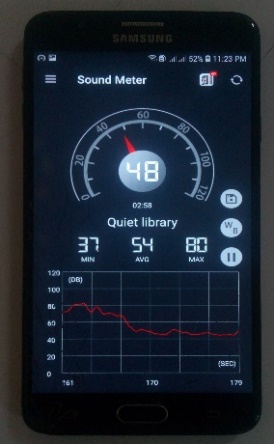 SAMSUNG
52% 11:23 PM
Sound Meter
0 20 40 60 80 100 120
48
02:58
Quiet library
37 54 80
MIN AVG MAX
W B
120
(DB)
100
80
60
40
20
(SEC)
0
161 170 179